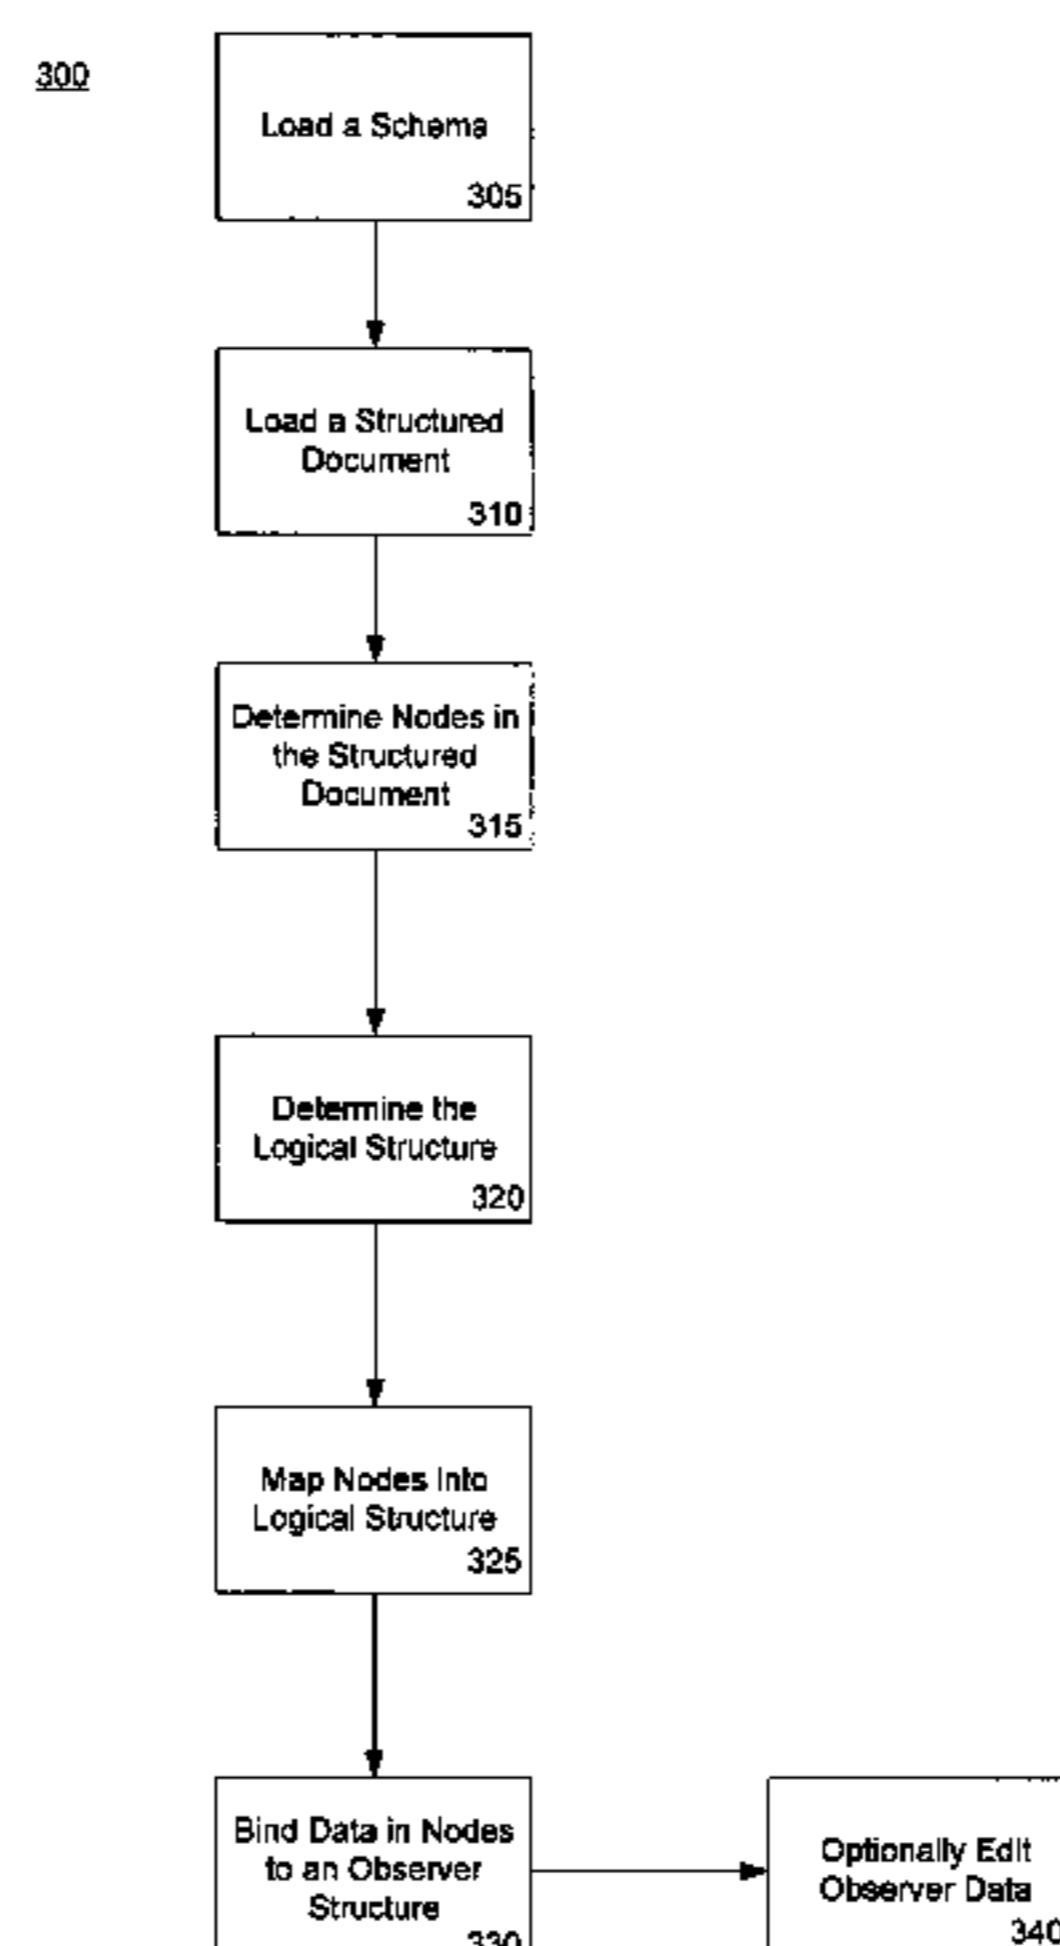 300
Load a Schema
305
Load a Structured
Document
310
Determine Nodes in
the Structured
Document
315
Determine the
Logical Structure
320
Map Nodes Into
Logical Structure
325
Bind Data in Nodes
to an Observer
Structure
330
Optionally Edit
Observer Data
340